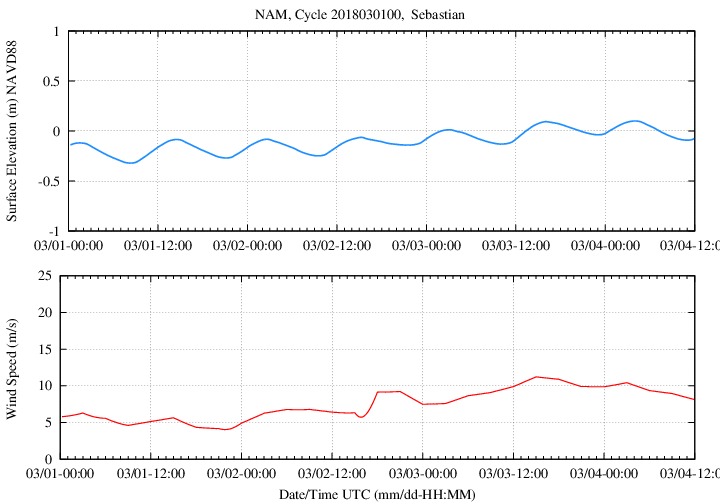 NAM, Cycle 2018030100,  Sebastian
Surface Elevation (m) NAVD88
1
0.5
0
-0.5
-1
03/01-00:00 03/01-12:00 03/02-00:00 03/02-12:00 03/03-00:00 03/03-12:00 03/04-00:00 03/04-12:0
Wind Speed (m/s)
25
20
15
10
5
0
03/01-00:00 03/01-12:00 03/02-00:00 03/02-12:00 03/03-00:00 03/03-12:00 03/04-00:00 03/04-12:0
Date/Time UTC (mm/dd-HH:MM)